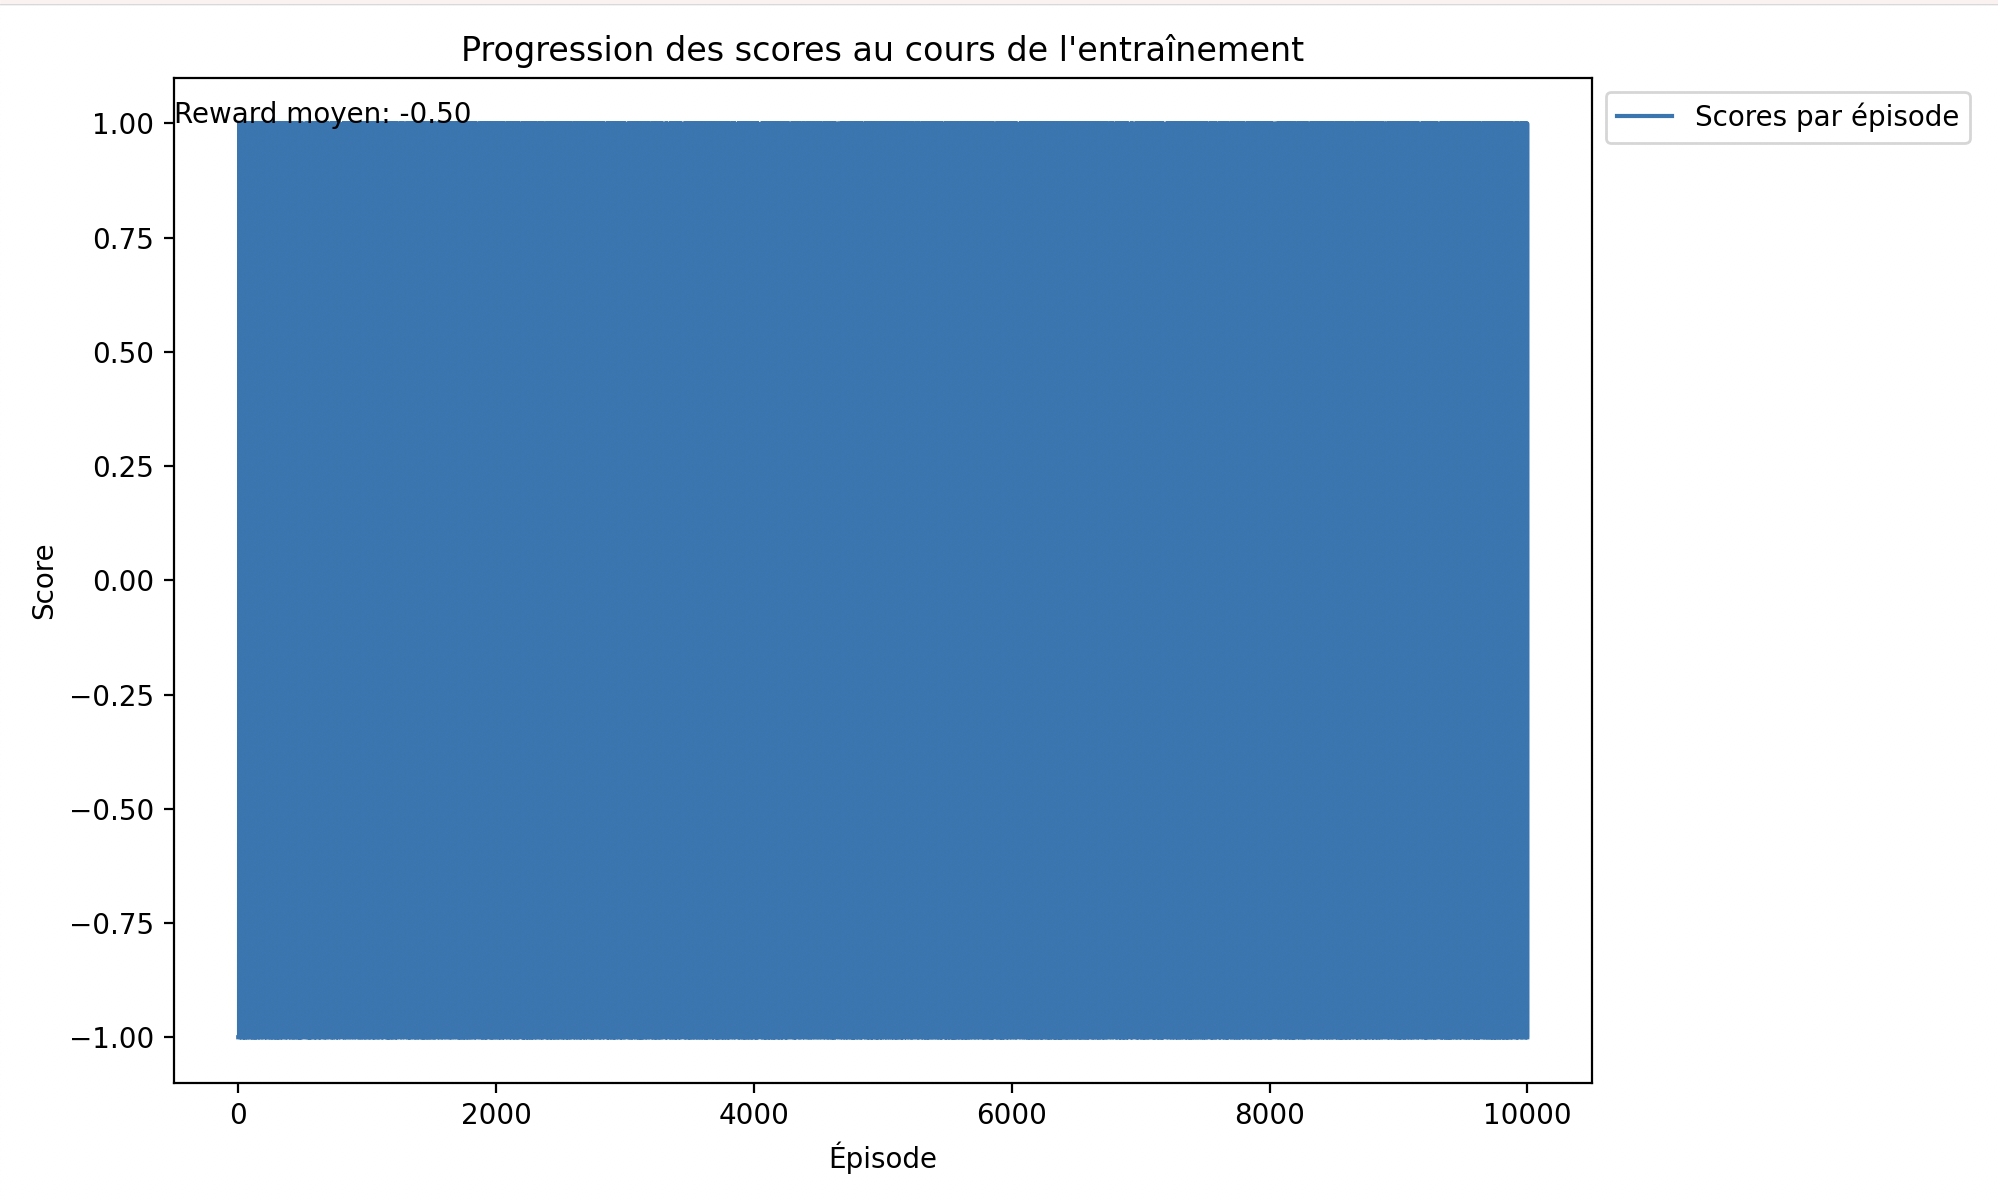 Progression des scores au cours de l'entraînement
Reward moyen: -0.50
Scores par épisode
1.00
0.75
0.50
0.25
0.00
−0.25
−0.50
−0.75
−1.00
Score
0 2000 4000 6000 8000 10000
Épisode